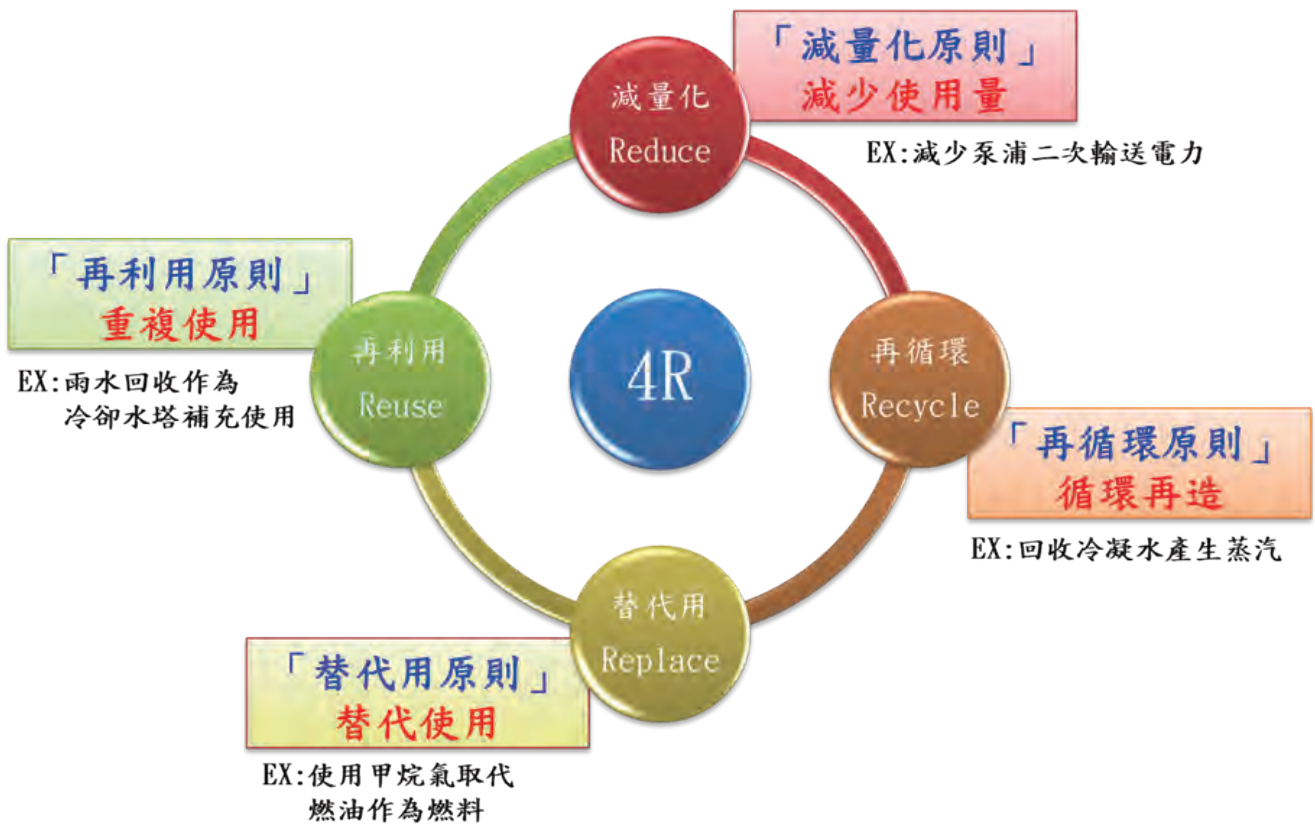 「減量化原則」
減少使用量
減量化
Reduce
EX:減少泵浦二次輸送電力
「再利用原則」
重複使用
再利用
Reuse
EX:雨水回收作為
冷卻水塔補充使用
4R
再循環
Recycle
「再循環原則」
循環再造
EX:回收冷凝水產生蒸汽
替代用
Replace
「替代用原則」
替代使用
EX:使用甲烷氣取代
燃油作為燃料